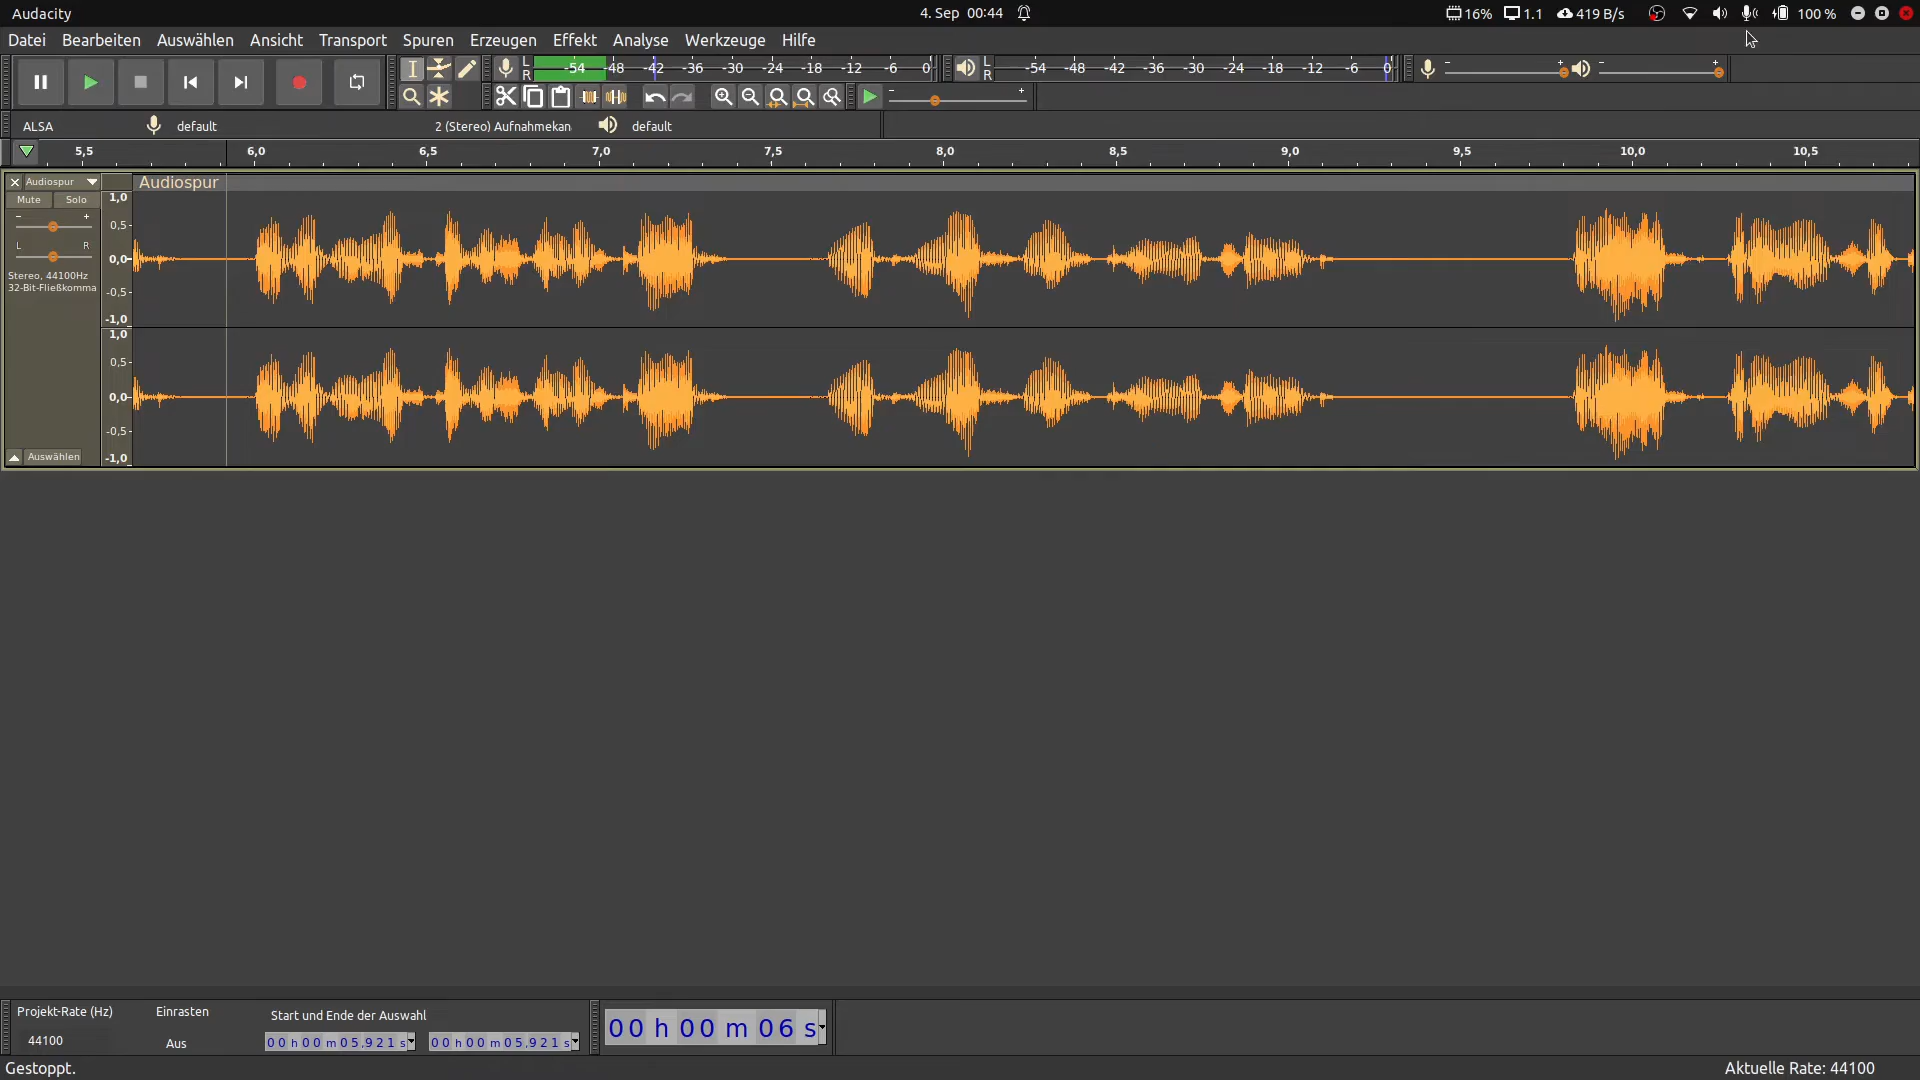 Audacity 4. Sep 00:44 16% 1.1 419 B/s 100 %
Datei Bearbeiten Auswählen Ansicht Transport Spuren Erzeugen Effekt Analyse Werkzeuge Hilfe
L R -54 -48 -42 -36 -30 -24 -18 -12 -6 0 L R -54 -48 -42 -36 -30 -24 -18 -12 -6 0 - + - +
- +
ALSA default 2 (Stereo) Aufnahmekan default
5,5 6,0 6,5 7,0 7,5 8,0 8,5 9,0 9,5 10,0 10,5
Audiospur Audiospur
Mute Solo
- +
L R
Stereo, 44100Hz
32-Bit-Fließkomma
1,0
0,5
0,0
-0,5
-1,0
1,0
0,5
0,0
-0,5
-1,0
Auswählen
Projekt-Rate (Hz) Einrasten Start und Ende der Auswahl
44100 Aus 00 h 00 m 05,921 s 00 h 00 m 05,921 s 00 h 00 m 06 s
Gestoppt. Aktuelle Rate: 44100